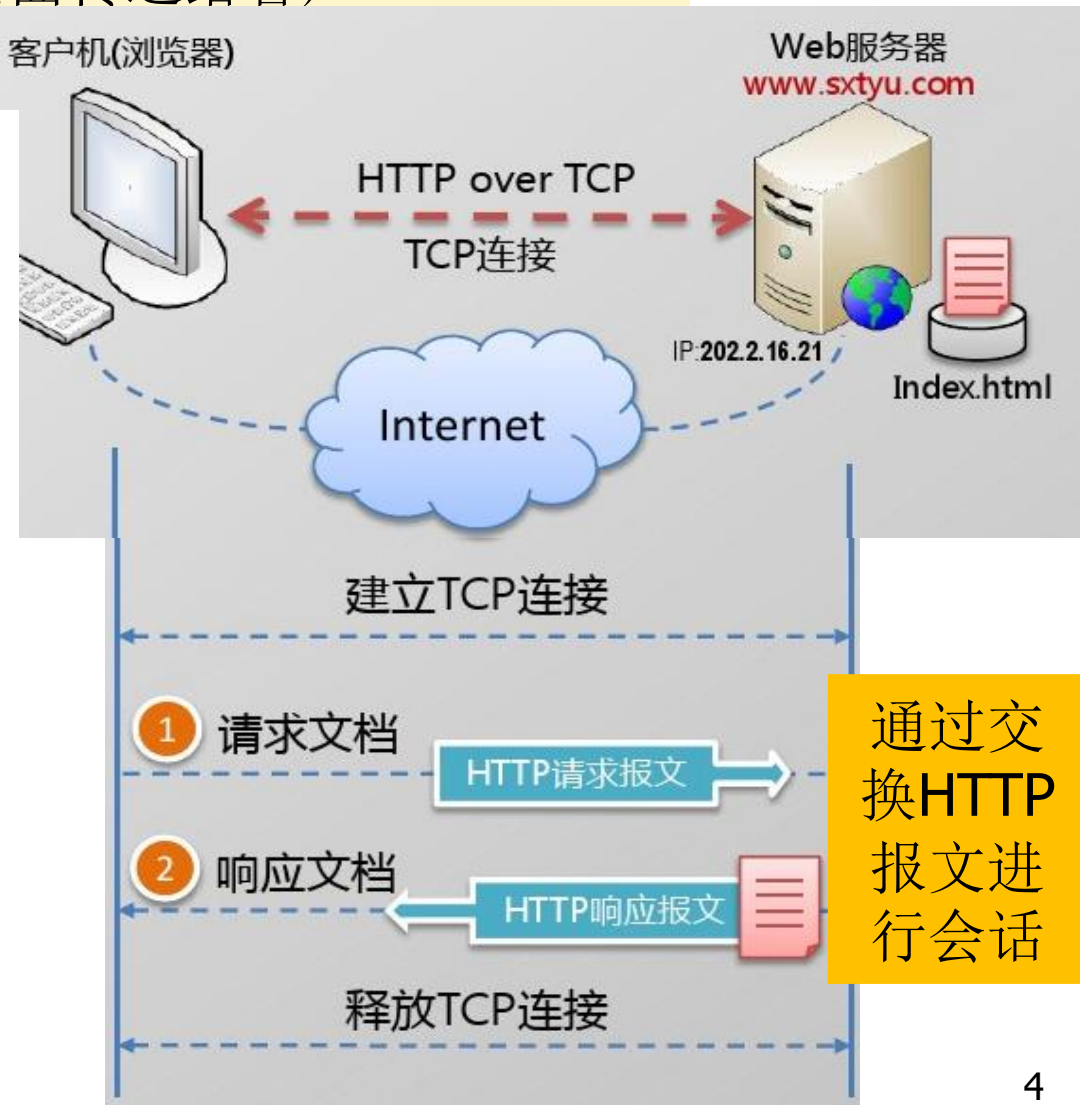 客户机(浏览器)
Web服务器
www.sxtyu.com
HTTP over TCP
TCP连接
IP:202.2.16.21
Index.html
Internet
建立TCP连接
1 请求文档
HTTP请求报文
2 响应文档
HTTP响应报文
释放TCP连接
通过交
换HTTP
报文进
行会话
4